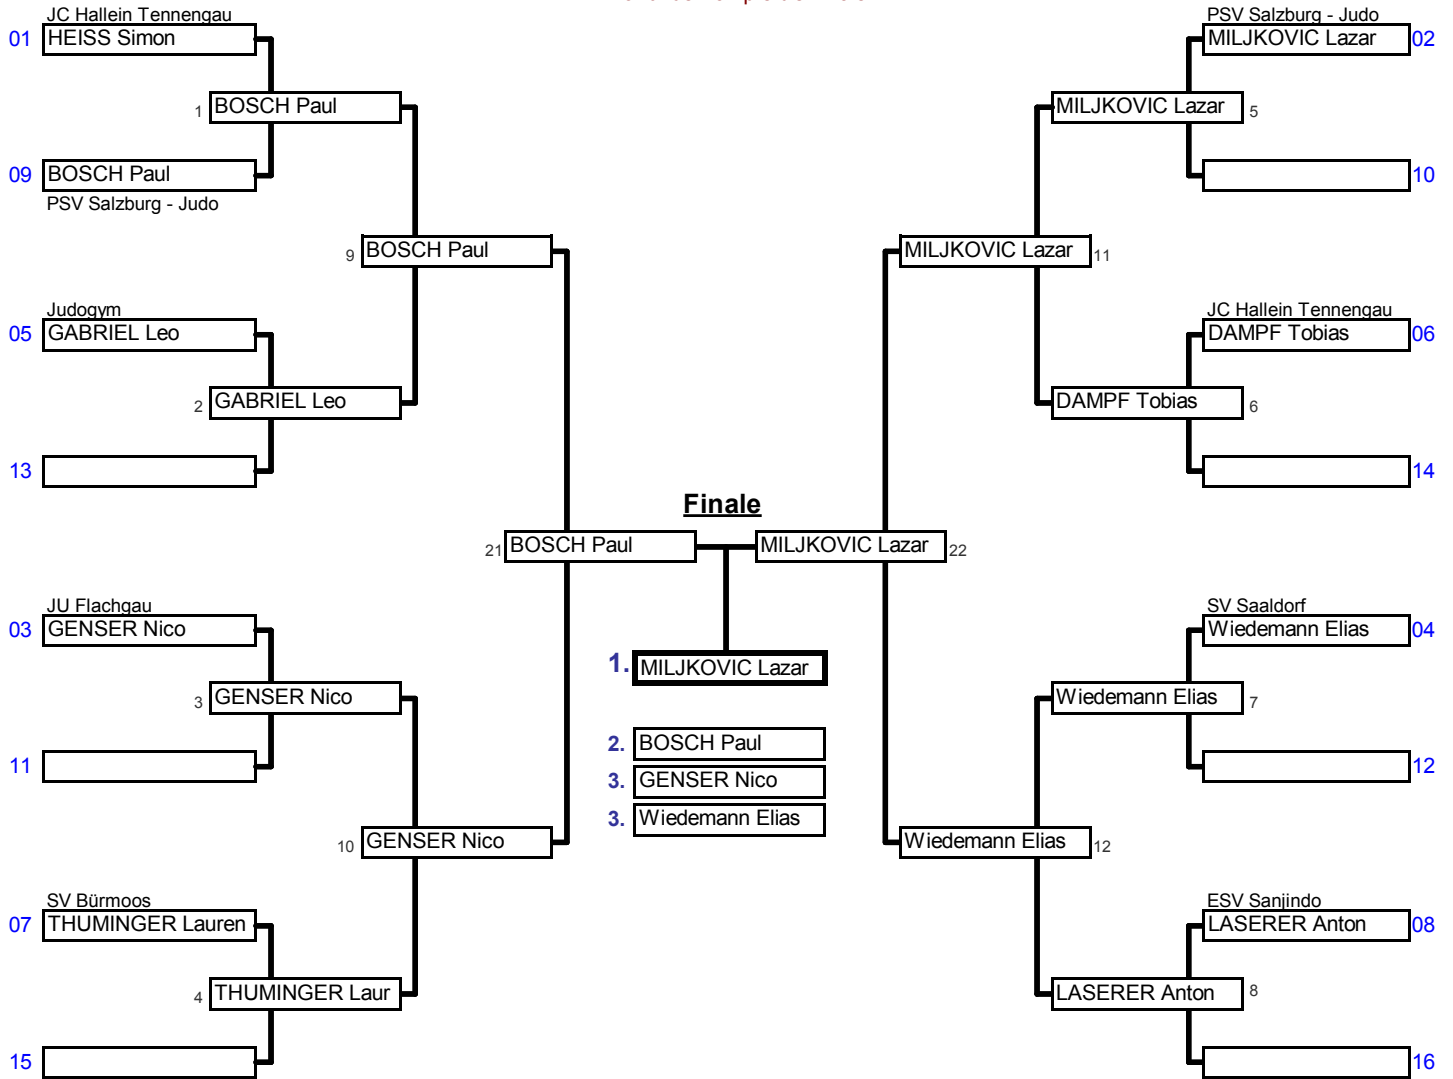 JC Hallein Tennengau
01 HEISS Simon
1 BOSCH Paul
09 BOSCH Paul
PSV Salzburg - Judo
9 BOSCH Paul
Judogym
05 GABRIEL Leo
2 GABRIEL Leo
13
21 BOSCH Paul
JU Flachgau
03 GENSER Nico
3 GENSER Nico
11
10 GENSER Nico
SV Bürmoos
07 THUMINGER Lauren
4 THUMINGER Laur
15
Finale
1. MILJKOVIC Lazar
2. BOSCH Paul
3. GENSER Nico
3. Wiedemann Elias
PSV Salzburg - Judo
MILJKOVIC Lazar 02
MILJKOVIC Lazar 5
10
MILJKOVIC Lazar 11
JC Hallein Tennengau
DAMPF Tobias 06
DAMPF Tobias 6
14
MILJKOVIC Lazar 22
SV Saaldorf
Wiedemann Elias 04
Wiedemann Elias 7
12
Wiedemann Elias 12
ESV Sanjindo
LASERER Anton 08
LASERER Anton 8
16